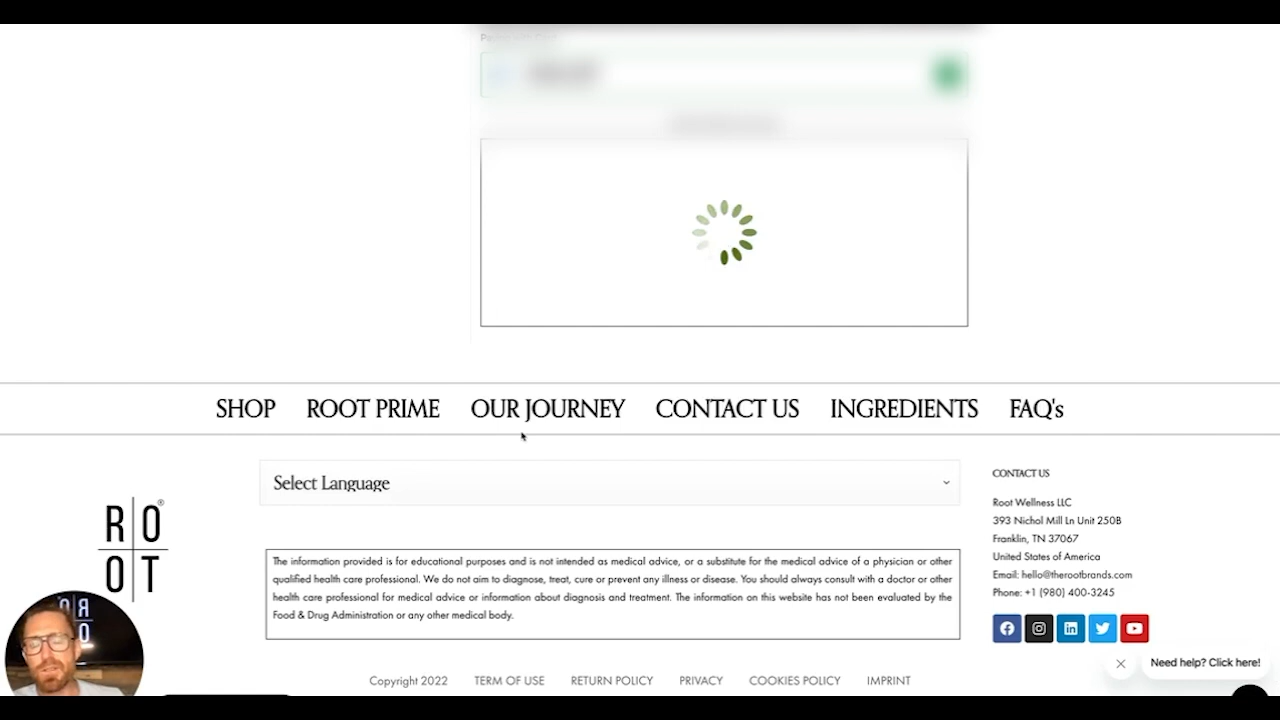 SHOP ROOT PRIME OUR JOURNEY CONTACT US INGREDIENTS FAQ's
Select Language
RO®
OT
The information provided is for educational purposes and is not intended as medical advice, or a substitute for the medical advice of a physician or other
qualified health care professional. We do not aim to diagnose, treat, cure or prevent any illness or disease. You should always consult with a doctor or other
health care professional for medical advice or information about diagnosis and treatment. The information on this website has not been evaluated by the
Food & Drug Administration or any other medical body.
CONTACT US
Root Wellness LLC
393 Nichol Mill Ln Unit 250B
Franklin, TN 37067
United States of America
Email: hello@therootbrands.com
Phone: +1 (980) 400-3245
Need help? Click here!
Copyright 2022 TERM OF USE RETURN POLICY PRIVACY COOKIES POLICY IMPRINT